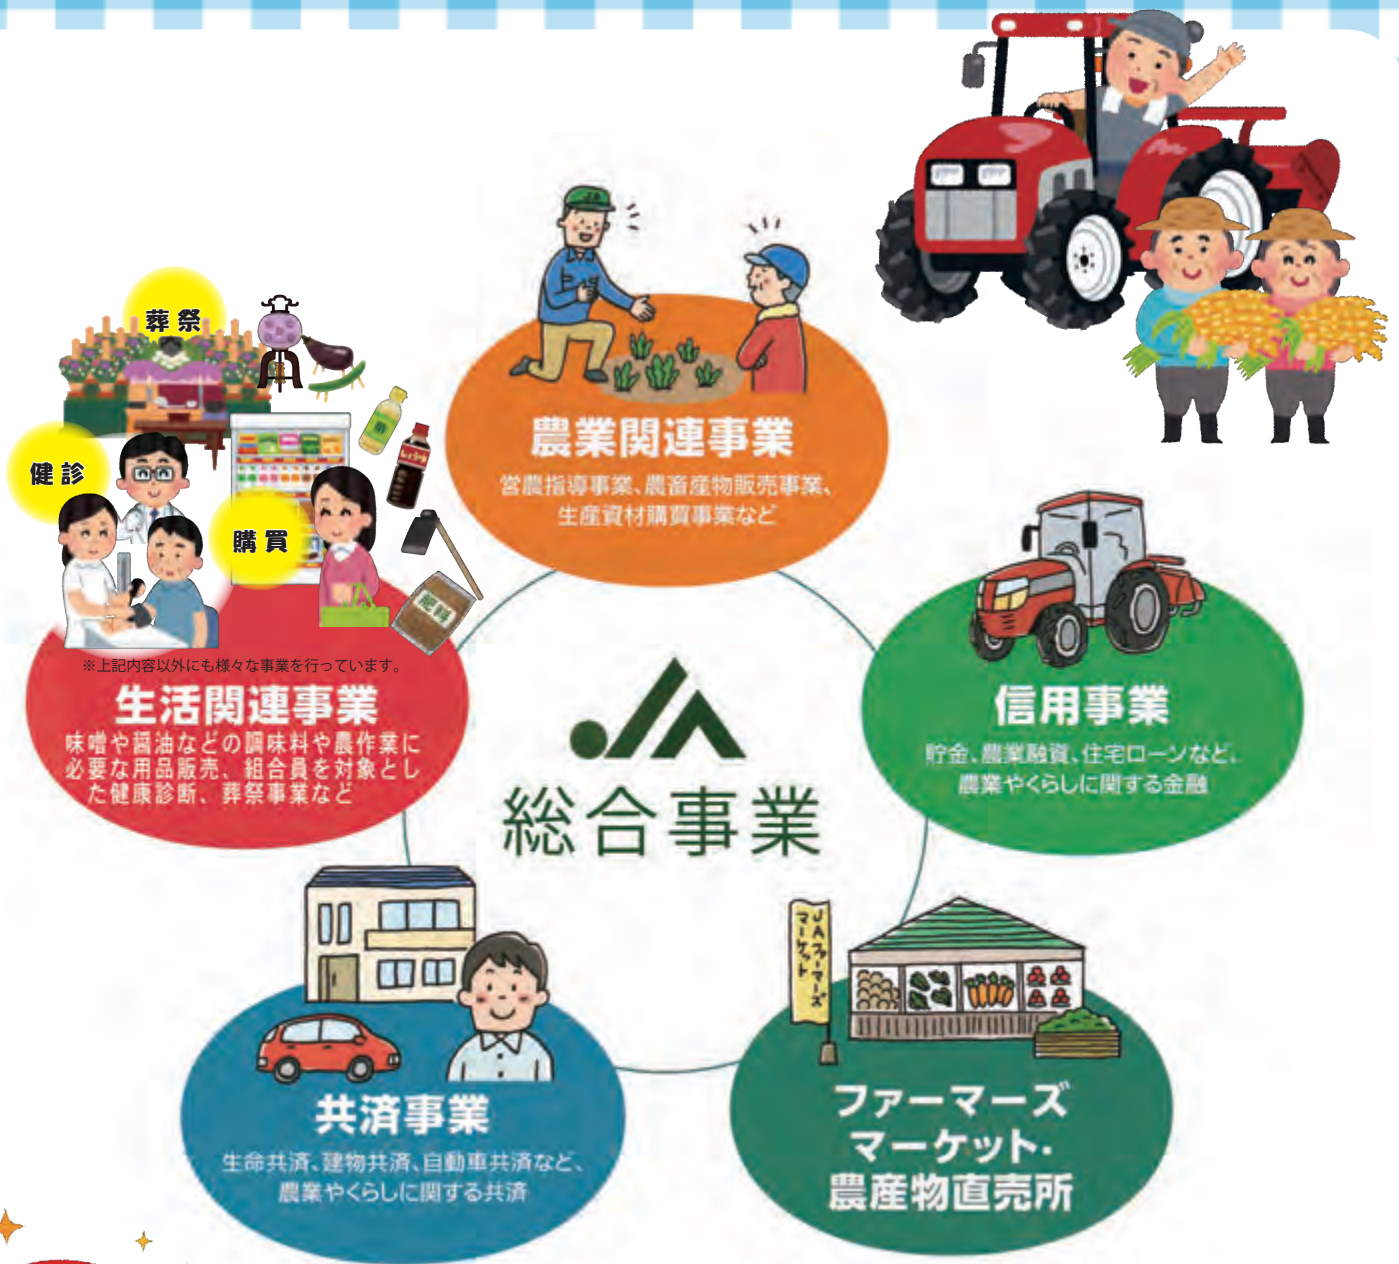 農業関連事業
営農指導事業、農畜産物販売事業、
生産資材購買事業など
葬祭
健診
購買
酢
しょうゆ
肥料
※上記内容以外にも様々な事業を行っています。
生活関連事業
味噌や醤油などの調味料や農作業に
必要な用品販売、組合員を対象とし
た健康診断、葬祭事業など
信用事業
貯金、農業融資、住宅ローンなど、
農業やくらしに関する金融
JA
総合事業
共済事業
生命共済、建物共済、自動車共済など、
農業やくらしに関する共済
JAファーマーズ
マーケット
ファーマーズ
マーケット・
農産物直売所